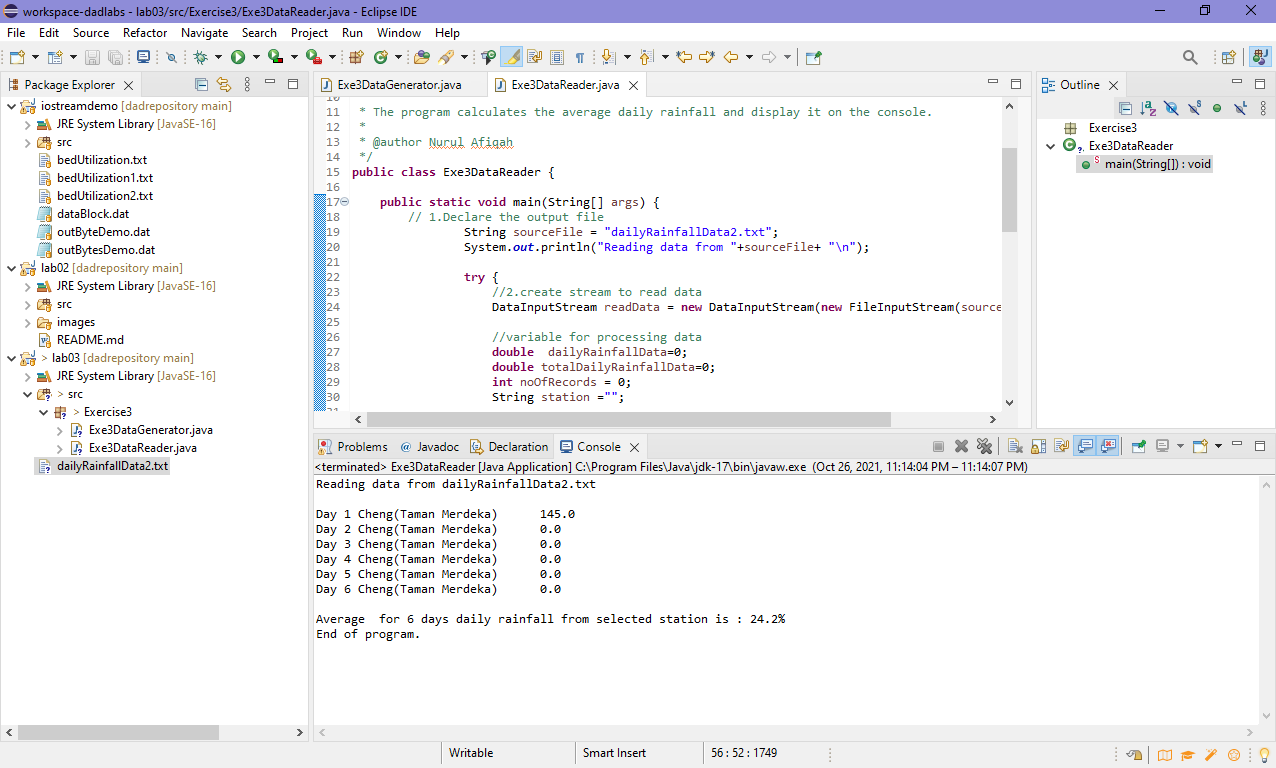 workspace-dadlabs - lab03/src/Exercise3/Exe3DataReader.java - Eclipse IDE
File Edit Source Refactor Navigate Search Project Run Window Help
Package Explorer
iostreamdemo [dadrepository main]
JRE System Library [JavaSE-16]
src
bedUtilization.txt
bedUtilization1.txt
bedUtilization2.txt
dataBlock.dat
outByteDemo.dat
outBytesDemo.dat
lab02 [dadrepository main]
JRE System Library [JavaSE-16]
src
images
README.md
> lab03 [dadrepository main]
JRE System Library [JavaSE-16]
> src
> Exercise3
Exe3DataGenerator.java
Exe3DataReader.java
dailyRainfallData2.txt
Exe3DataGenerator.java Exe3DataReader.java
10
11 * The program calculates the average daily rainfall and display it on the console.
12 *
13 * @author Nurul Afiqah
14 */
15 public class Exe3DataReader {
16
17 public static void main(String[] args) {
18 // 1.Declare the output file
19 String sourceFile = "dailyRainfallData2.txt";
20 System.out.println("Reading data from "+sourceFile+ "\n");
21
22 try {
23 //2.create stream to read data
24 DataInputStream readData = new DataInputStream(new FileInputStream(source
25
26 //variable for processing data
27 double dailyRainfallData=0;
28 double totalDailyRainfallData=0;
29 int noOfRecords = 0;
30 String station ="";
31
Outline
Exercise3
Exe3DataReader
main(String[]) : void
Problems @ Javadoc Declaration Console
<terminated> Exe3DataReader [Java Application] C:\Program Files\Java\jdk-17\bin\javaw.exe (Oct 26, 2021, 11:14:04 PM – 11:14:07 PM)
Reading data from dailyRainfallData2.txt
Day 1 Cheng(Taman Merdeka) 145.0
Day 2 Cheng(Taman Merdeka) 0.0
Day 3 Cheng(Taman Merdeka) 0.0
Day 4 Cheng(Taman Merdeka) 0.0
Day 5 Cheng(Taman Merdeka) 0.0
Day 6 Cheng(Taman Merdeka) 0.0
Average for 6 days daily rainfall from selected station is : 24.2%
End of program.
Writable Smart Insert 56 : 52 : 1749